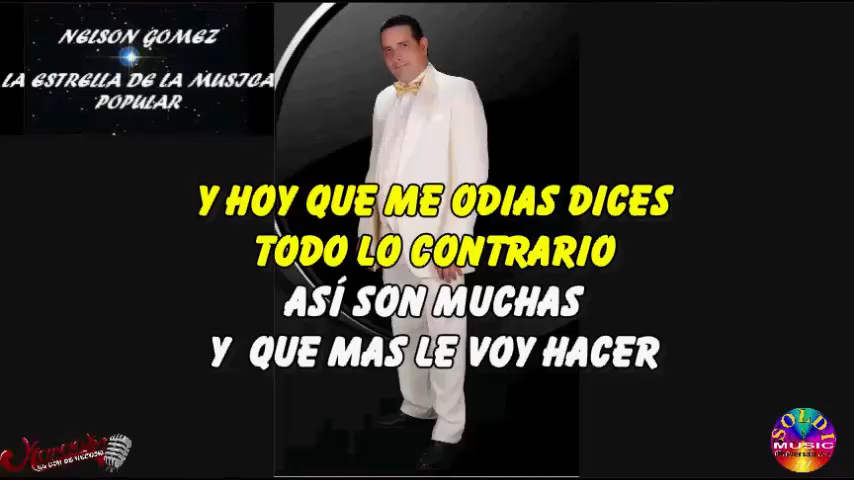 NELSON GOMEZ
LA ESTRELLA DE LA MUSICA
POPULAR
Y HOY QUE ME ODIAS DICES
TODO LO CONTRARIO
ASÍ SON MUCHAS
Y QUE MAS LE VOY HACER
SOLDI
MUSIC